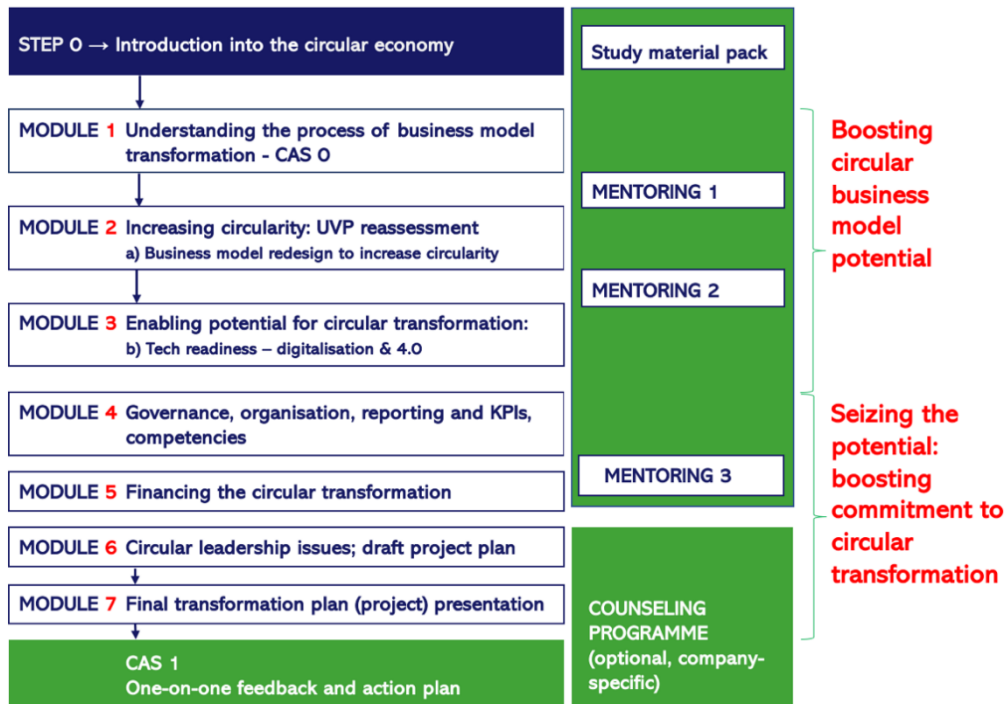 STEP 0 → Introduction into the circular economy
MODULE 1 Understanding the process of business model
transformation - CAS 0
MODULE 2 Increasing circularity: UVP reassessment
a) Business model redesign to increase circularity
MODULE 3 Enabling potential for circular transformation:
b) Tech readiness – digitalisation & 4.0
MODULE 4 Governance, organisation, reporting and KPIs,
competencies
MODULE 5 Financing the circular transformation
MODULE 6 Circular leadership issues; draft project plan
MODULE 7 Final transformation plan (project) presentation
CAS 1
One-on-one feedback and action plan
Study material pack
MENTORING 1
MENTORING 2
MENTORING 3
COUNSELING
PROGRAMME
(optional, company-
specific)
Boosting
circular
business
model
potential
Seizing the
potential:
boosting
commitment to
circular
transformation